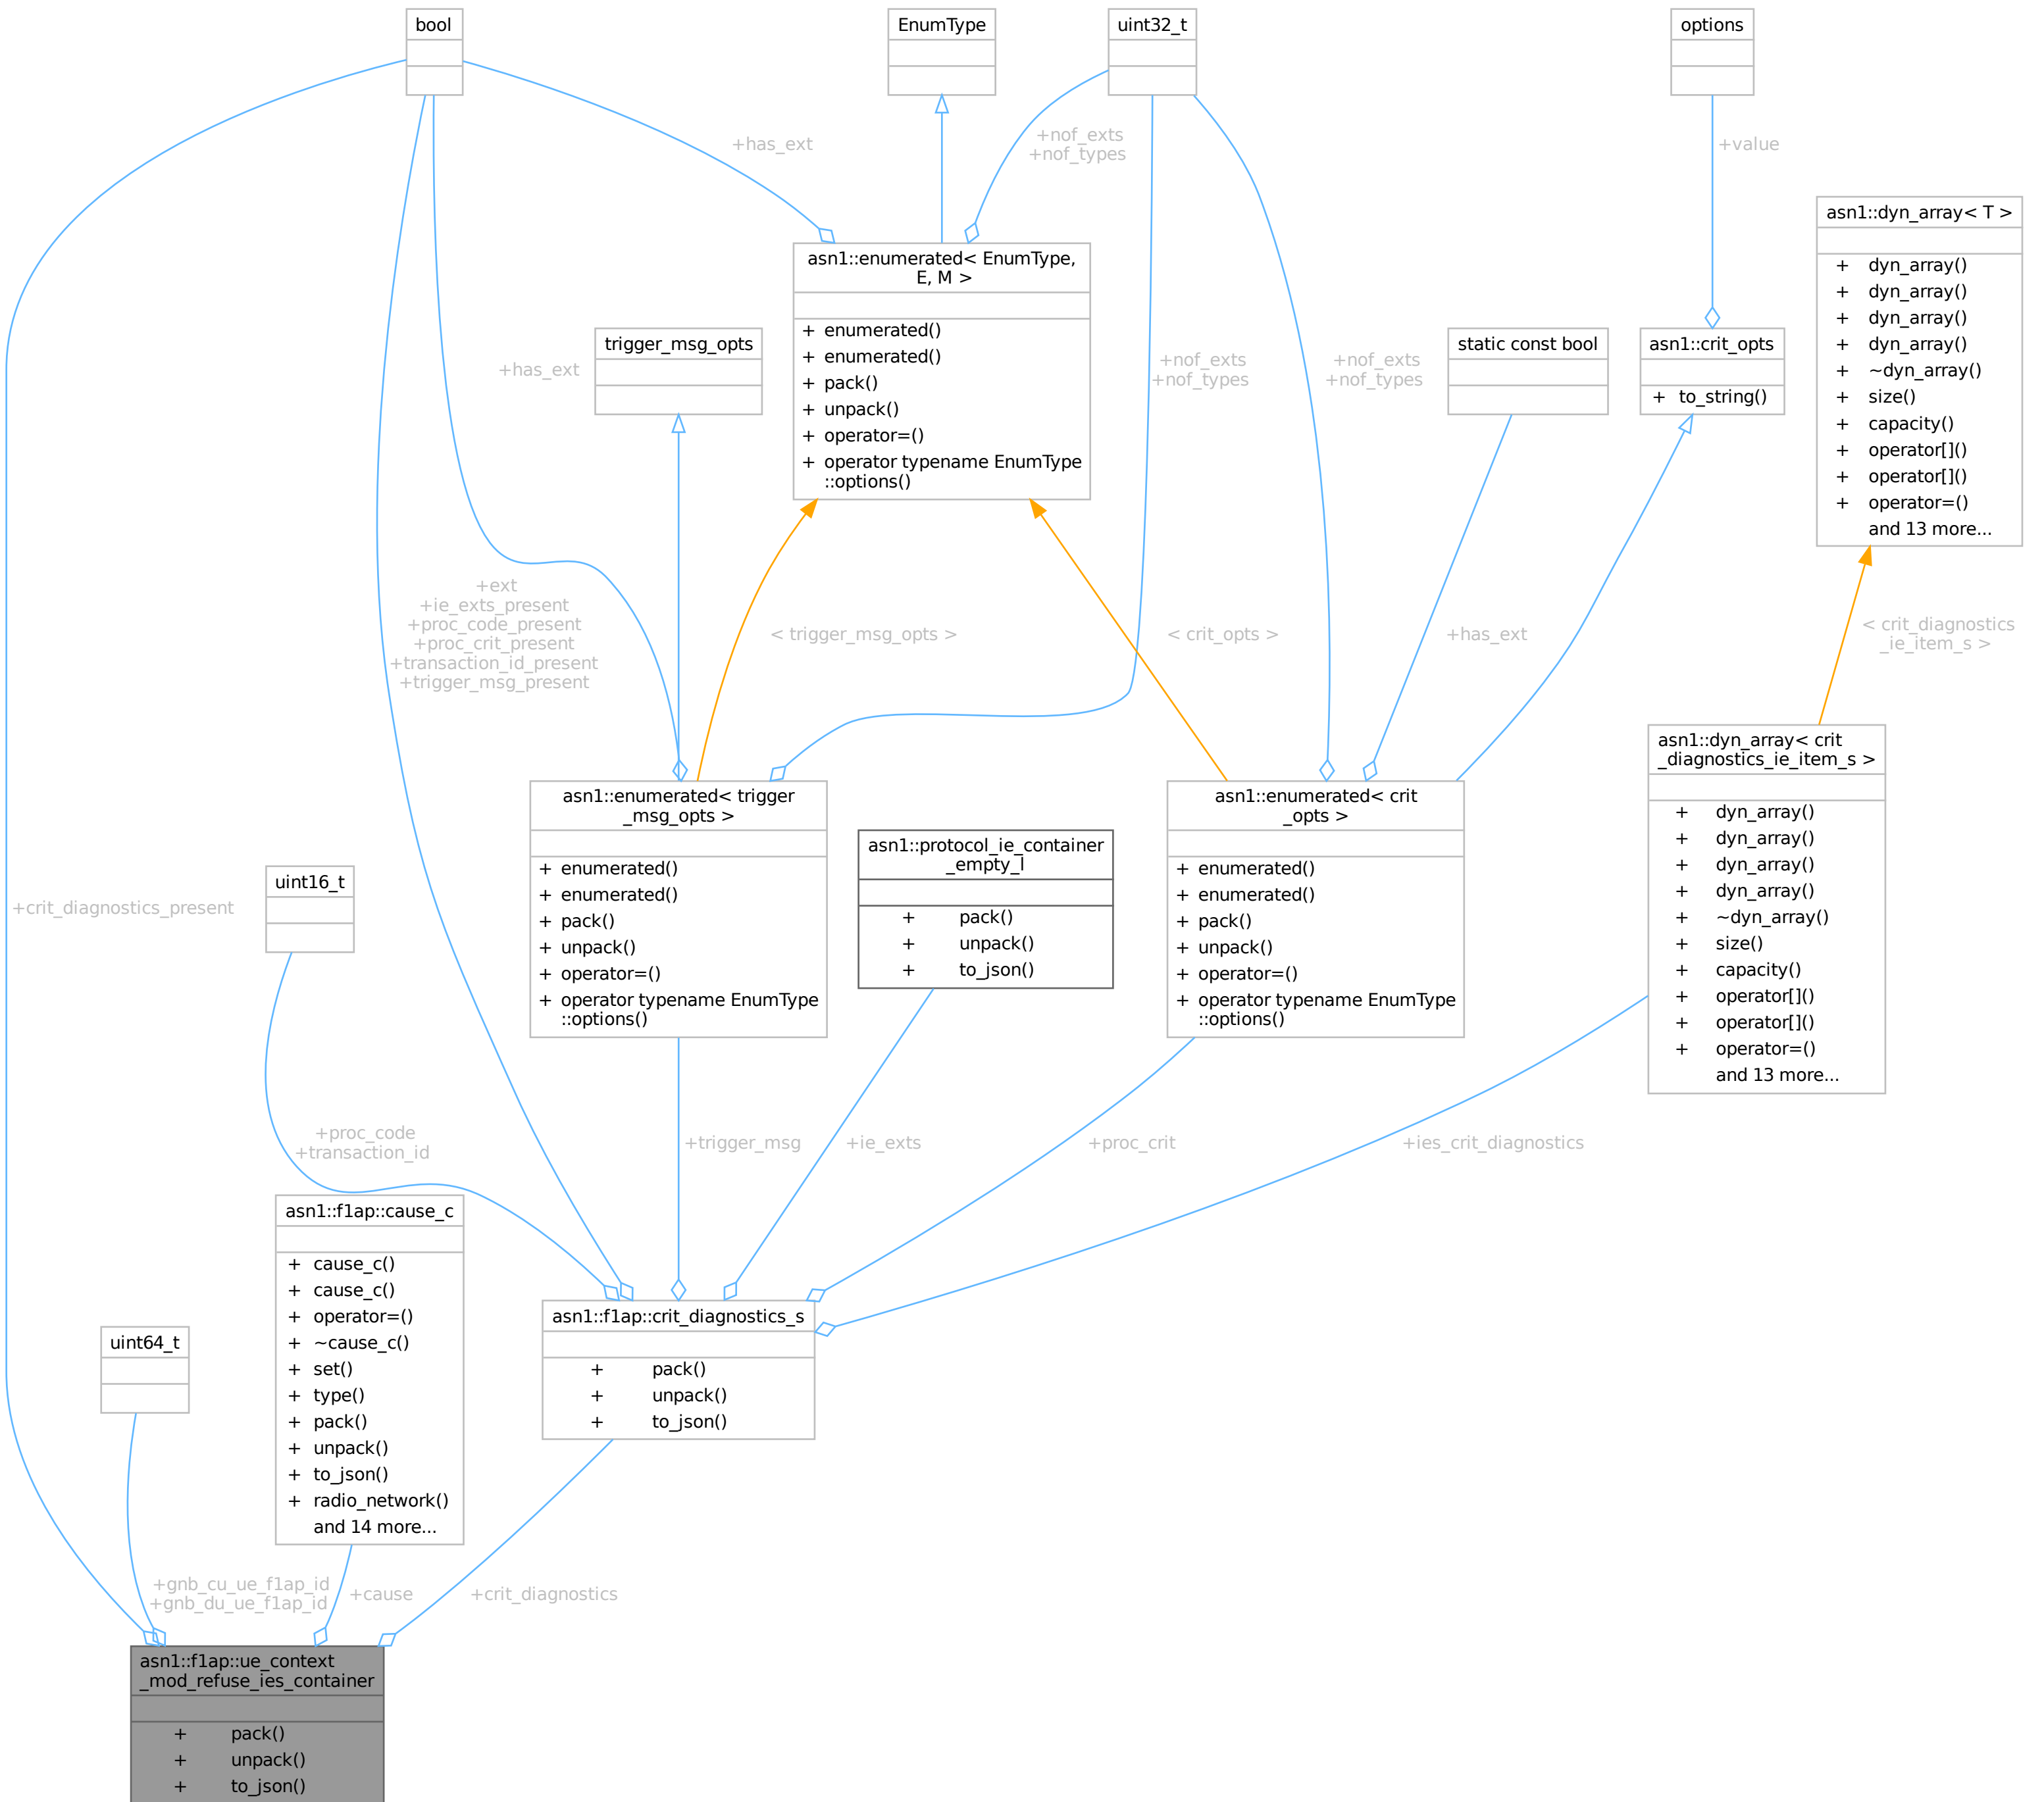 bool
EnumType
uint32_t
options
+has_ext
+nof_exts
+nof_types
+value
asn1::dyn_array< T >
+ dyn_array()
+ dyn_array()
+ dyn_array()
+ dyn_array()
+ ~dyn_array()
+ size()
+ capacity()
+ operator[]()
+ operator[]()
+ operator=()
and 13 more...
asn1::enumerated< EnumType,
E, M >
+ enumerated()
+ enumerated()
+ pack()
+ unpack()
+ operator=()
+ operator typename EnumType
::options()
trigger_msg_opts
static const bool
asn1::crit_opts
+ to_string()
+has_ext
+nof_exts
+nof_types
+nof_exts
+nof_types
+ext
+ie_exts_present
+proc_code_present
+proc_crit_present
+transaction_id_present
+trigger_msg_present
< trigger_msg_opts >
< crit_opts >
+has_ext
< crit_diagnostics
_ie_item_s >
asn1::dyn_array< crit
_diagnostics_ie_item_s >
+ dyn_array()
+ dyn_array()
+ dyn_array()
+ dyn_array()
+ ~dyn_array()
+ size()
+ capacity()
+ operator[]()
+ operator[]()
+ operator=()
and 13 more...
asn1::enumerated< trigger
_msg_opts >
+ enumerated()
+ enumerated()
+ pack()
+ unpack()
+ operator=()
+ operator typename EnumType
::options()
asn1::protocol_ie_container
_empty_l
+ pack()
+ unpack()
+ to_json()
asn1::enumerated< crit
_opts >
+ enumerated()
+ enumerated()
+ pack()
+ unpack()
+ operator=()
+ operator typename EnumType
::options()
uint16_t
+crit_diagnostics_present
+proc_code
+transaction_id
+trigger_msg
+ie_exts
+proc_crit
+ies_crit_diagnostics
asn1::f1ap::cause_c
+ cause_c()
+ cause_c()
+ operator=()
+ ~cause_c()
+ set()
+ type()
+ pack()
+ unpack()
+ to_json()
+ radio_network()
and 14 more...
asn1::f1ap::crit_diagnostics_s
+ pack()
+ unpack()
+ to_json()
uint64_t
+gnb_cu_ue_f1ap_id
+gnb_du_ue_f1ap_id
+cause
+crit_diagnostics
asn1::f1ap::ue_context
_mod_refuse_ies_container
+ pack()
+ unpack()
+ to_json()